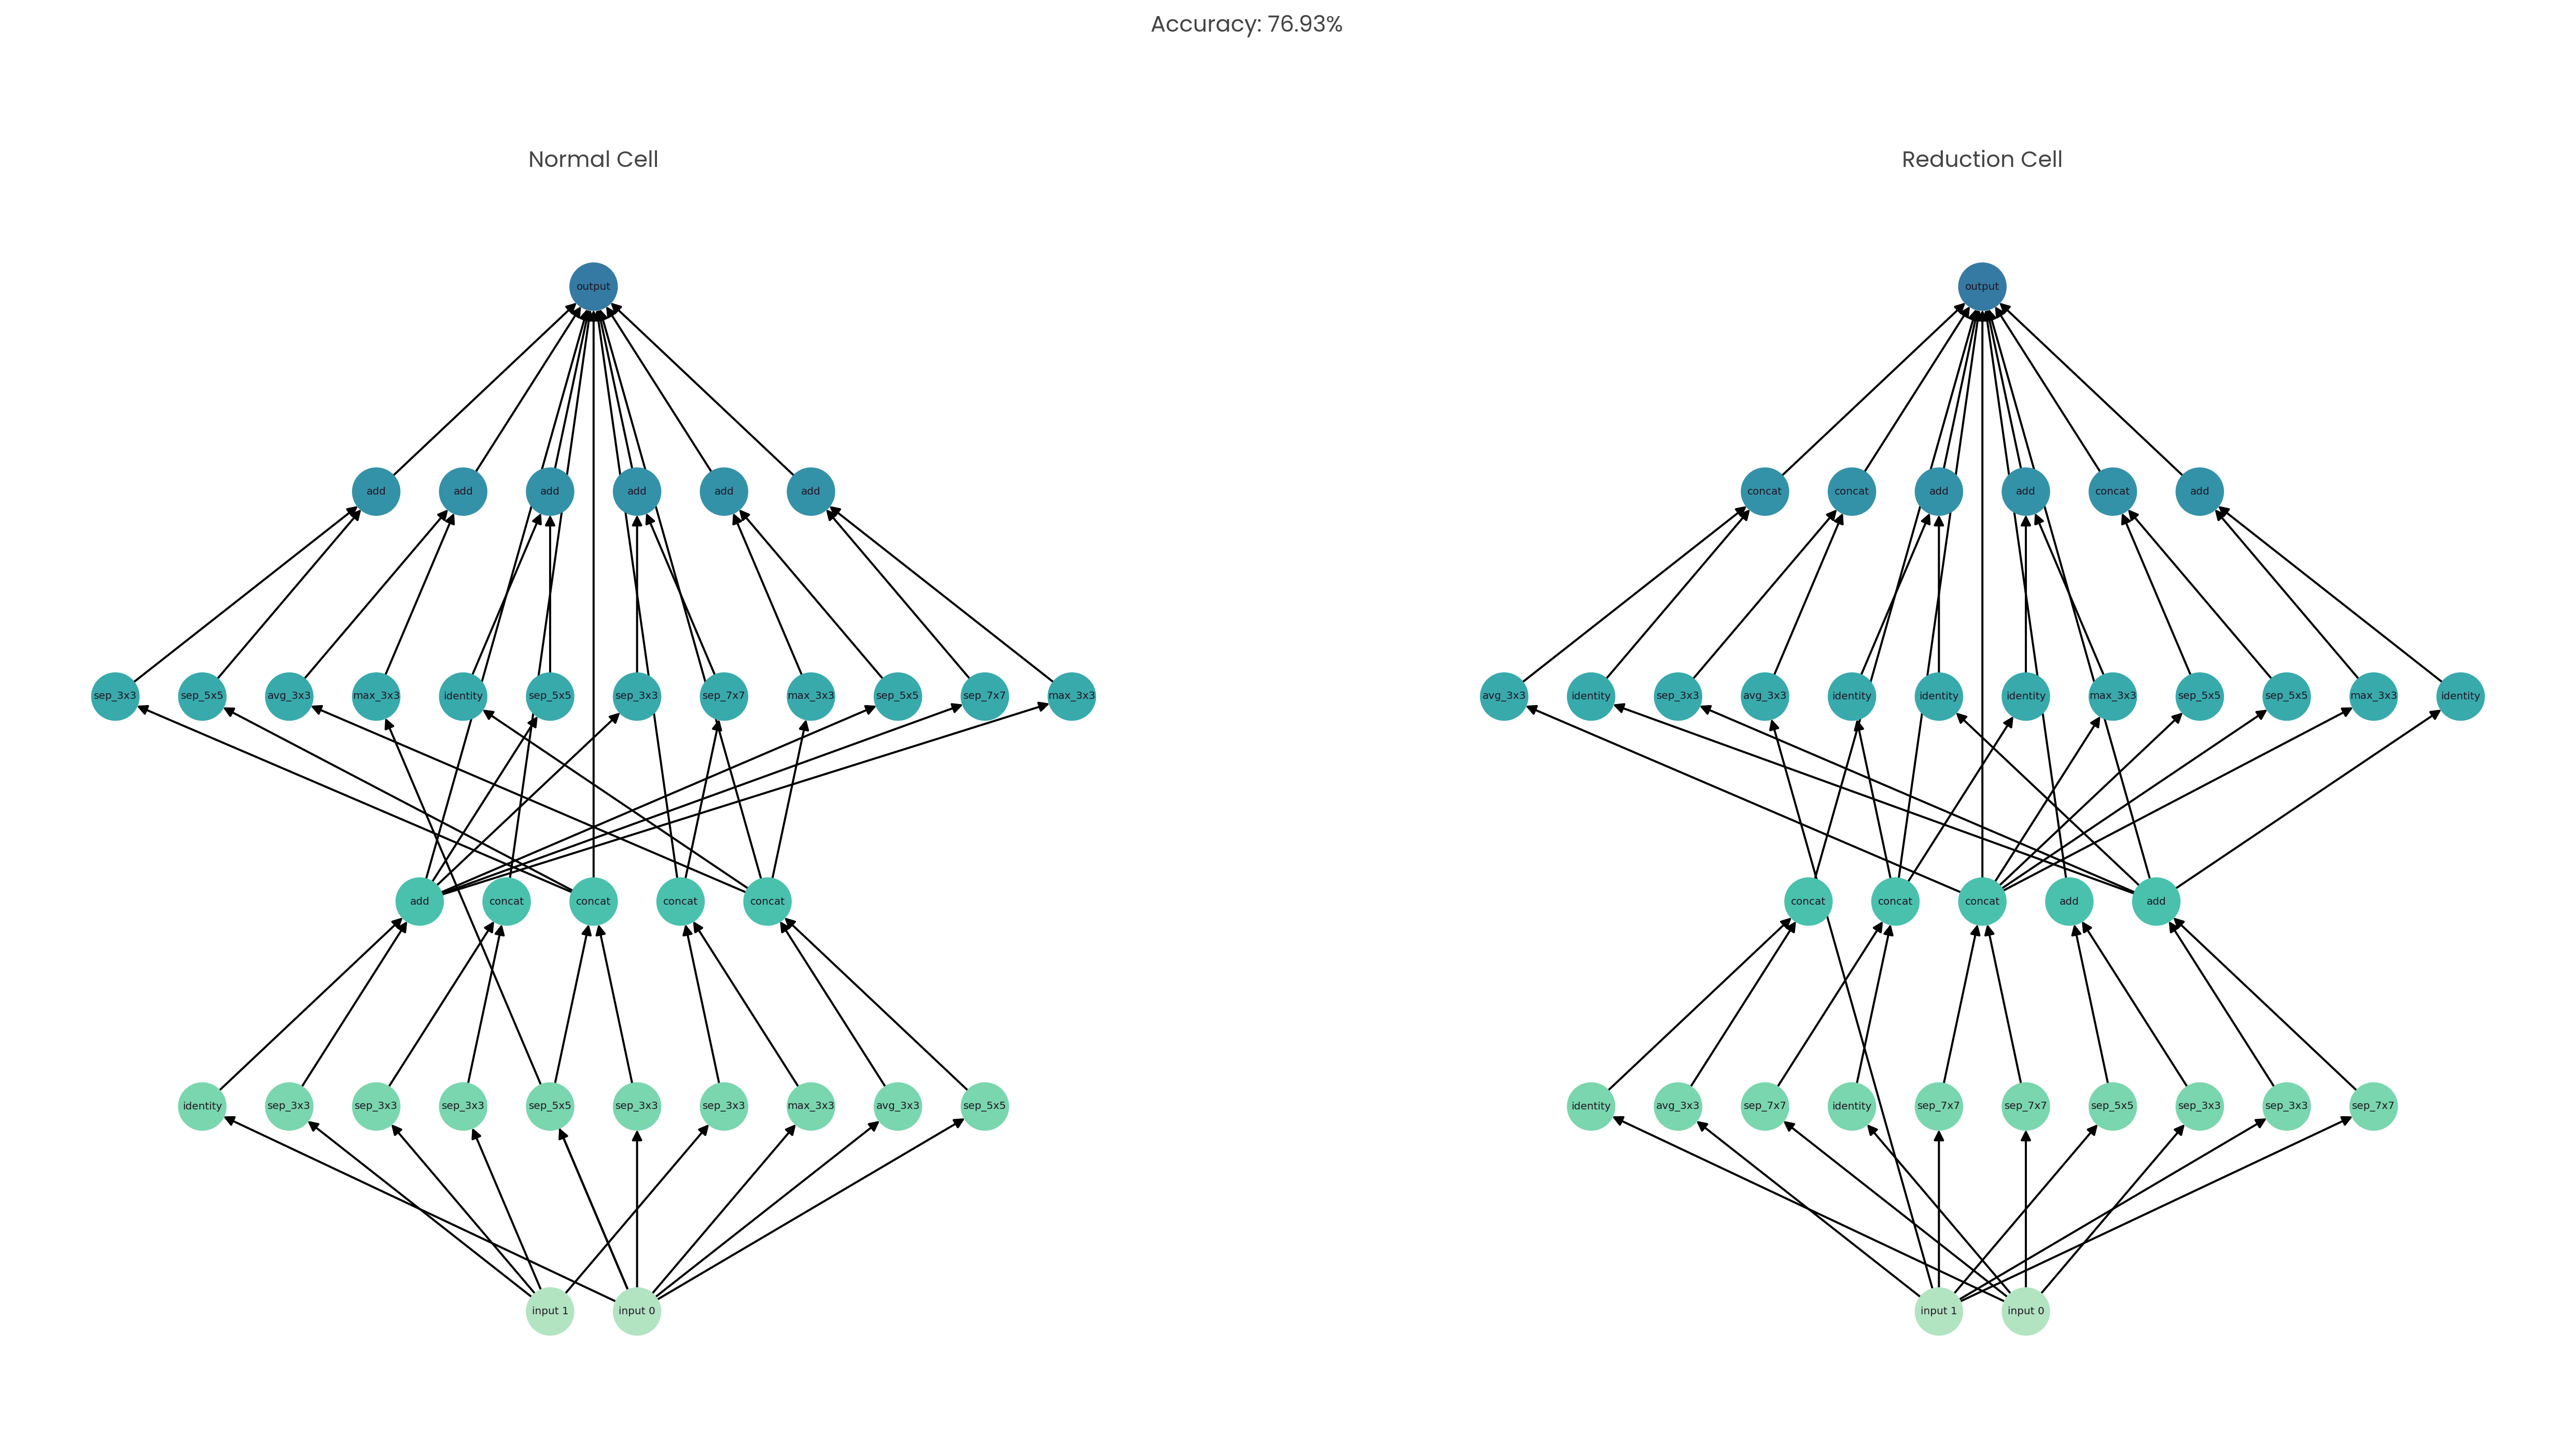 Accuracy: 76.93%
Normal Cell
Reduction Cell
output
output
add add add add add add
concat concat add add concat add
sep_3x3 sep_5x5 avg_3x3 max_3x3 identity sep_5x5 sep_3x3 sep_7x7 max_3x3 sep_5x5 sep_7x7 max_3x3
avg_3x3 identity sep_3x3 avg_3x3 identity identity identity max_3x3 sep_5x5 sep_5x5 max_3x3 identity
add concat concat concat concat
concat concat concat add add
identity sep_3x3 sep_3x3 sep_3x3 sep_5x5 sep_3x3 sep_3x3 max_3x3 avg_3x3 sep_5x5
identity avg_3x3 sep_7x7 identity sep_7x7 sep_7x7 sep_5x5 sep_3x3 sep_3x3 sep_7x7
input 1 input 0
input 1 input 0